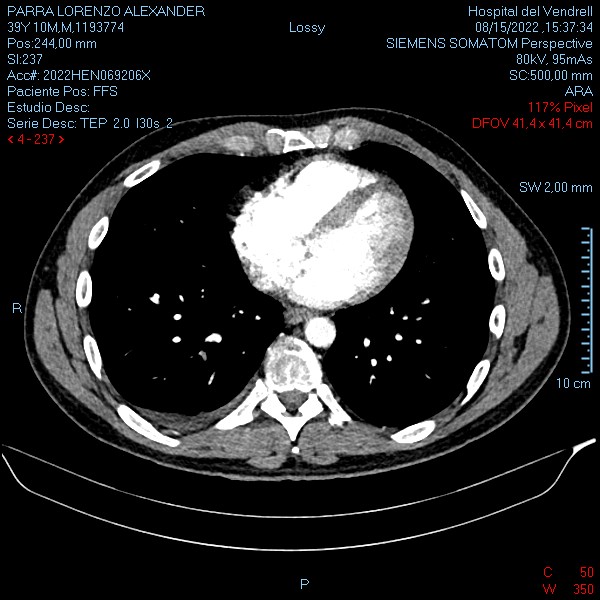 PARRA LORENZO ALEXANDER
39Y 10M,M,1193774
Pos:244,00 mm
SI:237
Acc#: 2022HEN069206X
Paciente Pos: FFS
Estudio Desc:
Serie Desc: TEP 2.0 I30s 2
< 4 - 237 >
Lossy
Hospital del Vendrell
08/15/2022 ,15:37:34
SIEMENS SOMATOM Perspective
80kV, 95mAs
SC:500,00 mm
ARA
117% Pixel
DFOV 41,4 x 41,4 cm
SW 2,00 mm
R
10 cm
P
C 50
W 350